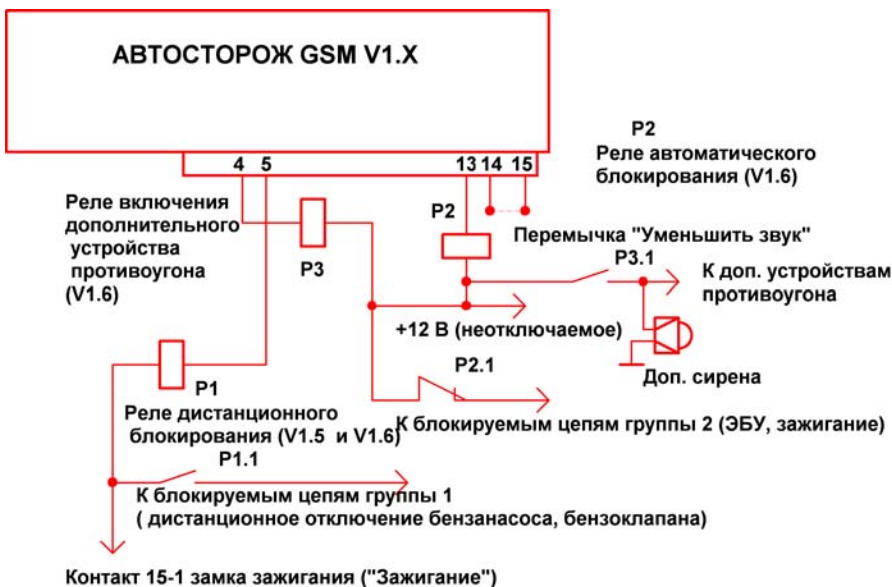 АВТОСТОРОЖ GSM V1.X
4 5 13 14 15
P2
Реле автоматического
блокирования (V1.6)
Реле включения
дополнительного
устройства
противоугона
(V1.6)
P3
P2
Перемычка "Уменьшить звук"
P3.1
К доп. устройствам
противоугона
+12 В (неотключаемое)
Доп. сирена
P1
Реле дистанционного
блокирования (V1.5 и V1.6)
P2.1
К блокируемым цепям группы 2 (ЭБУ, зажигание)
P1.1
К блокируемым цепям группы 1
( дистанционное отключение бензанасоса, бензоклапана)
Контакт 15-1 замка зажигания ("Зажигание")